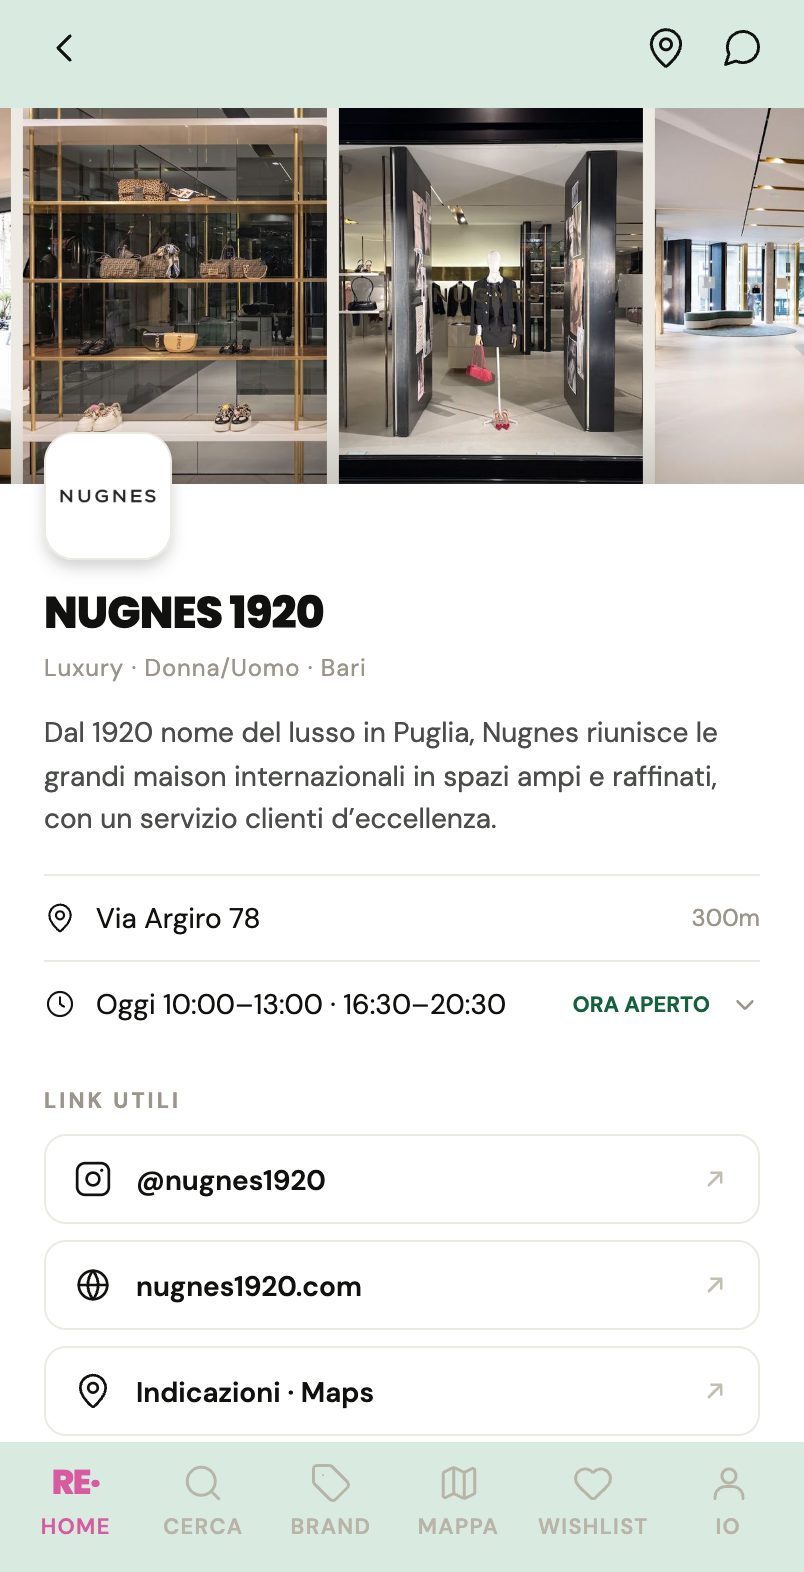 NUGNES
NUGNES 1920
Luxury · Donna/Uomo · Bari
Dal 1920 nome del lusso in Puglia, Nugnes riunisce le
grandi maison internazionali in spazi ampi e raffinati,
con un servizio clienti d’eccellenza.
Via Argiro 78 300m
Oggi 10:00–13:00 · 16:30–20:30 ORA APERTO
LINK UTILI
@nugnes1920
nugnes1920.com
Indicazioni · Maps
RE•
HOME CERCA BRAND MAPPA WISHLIST IO